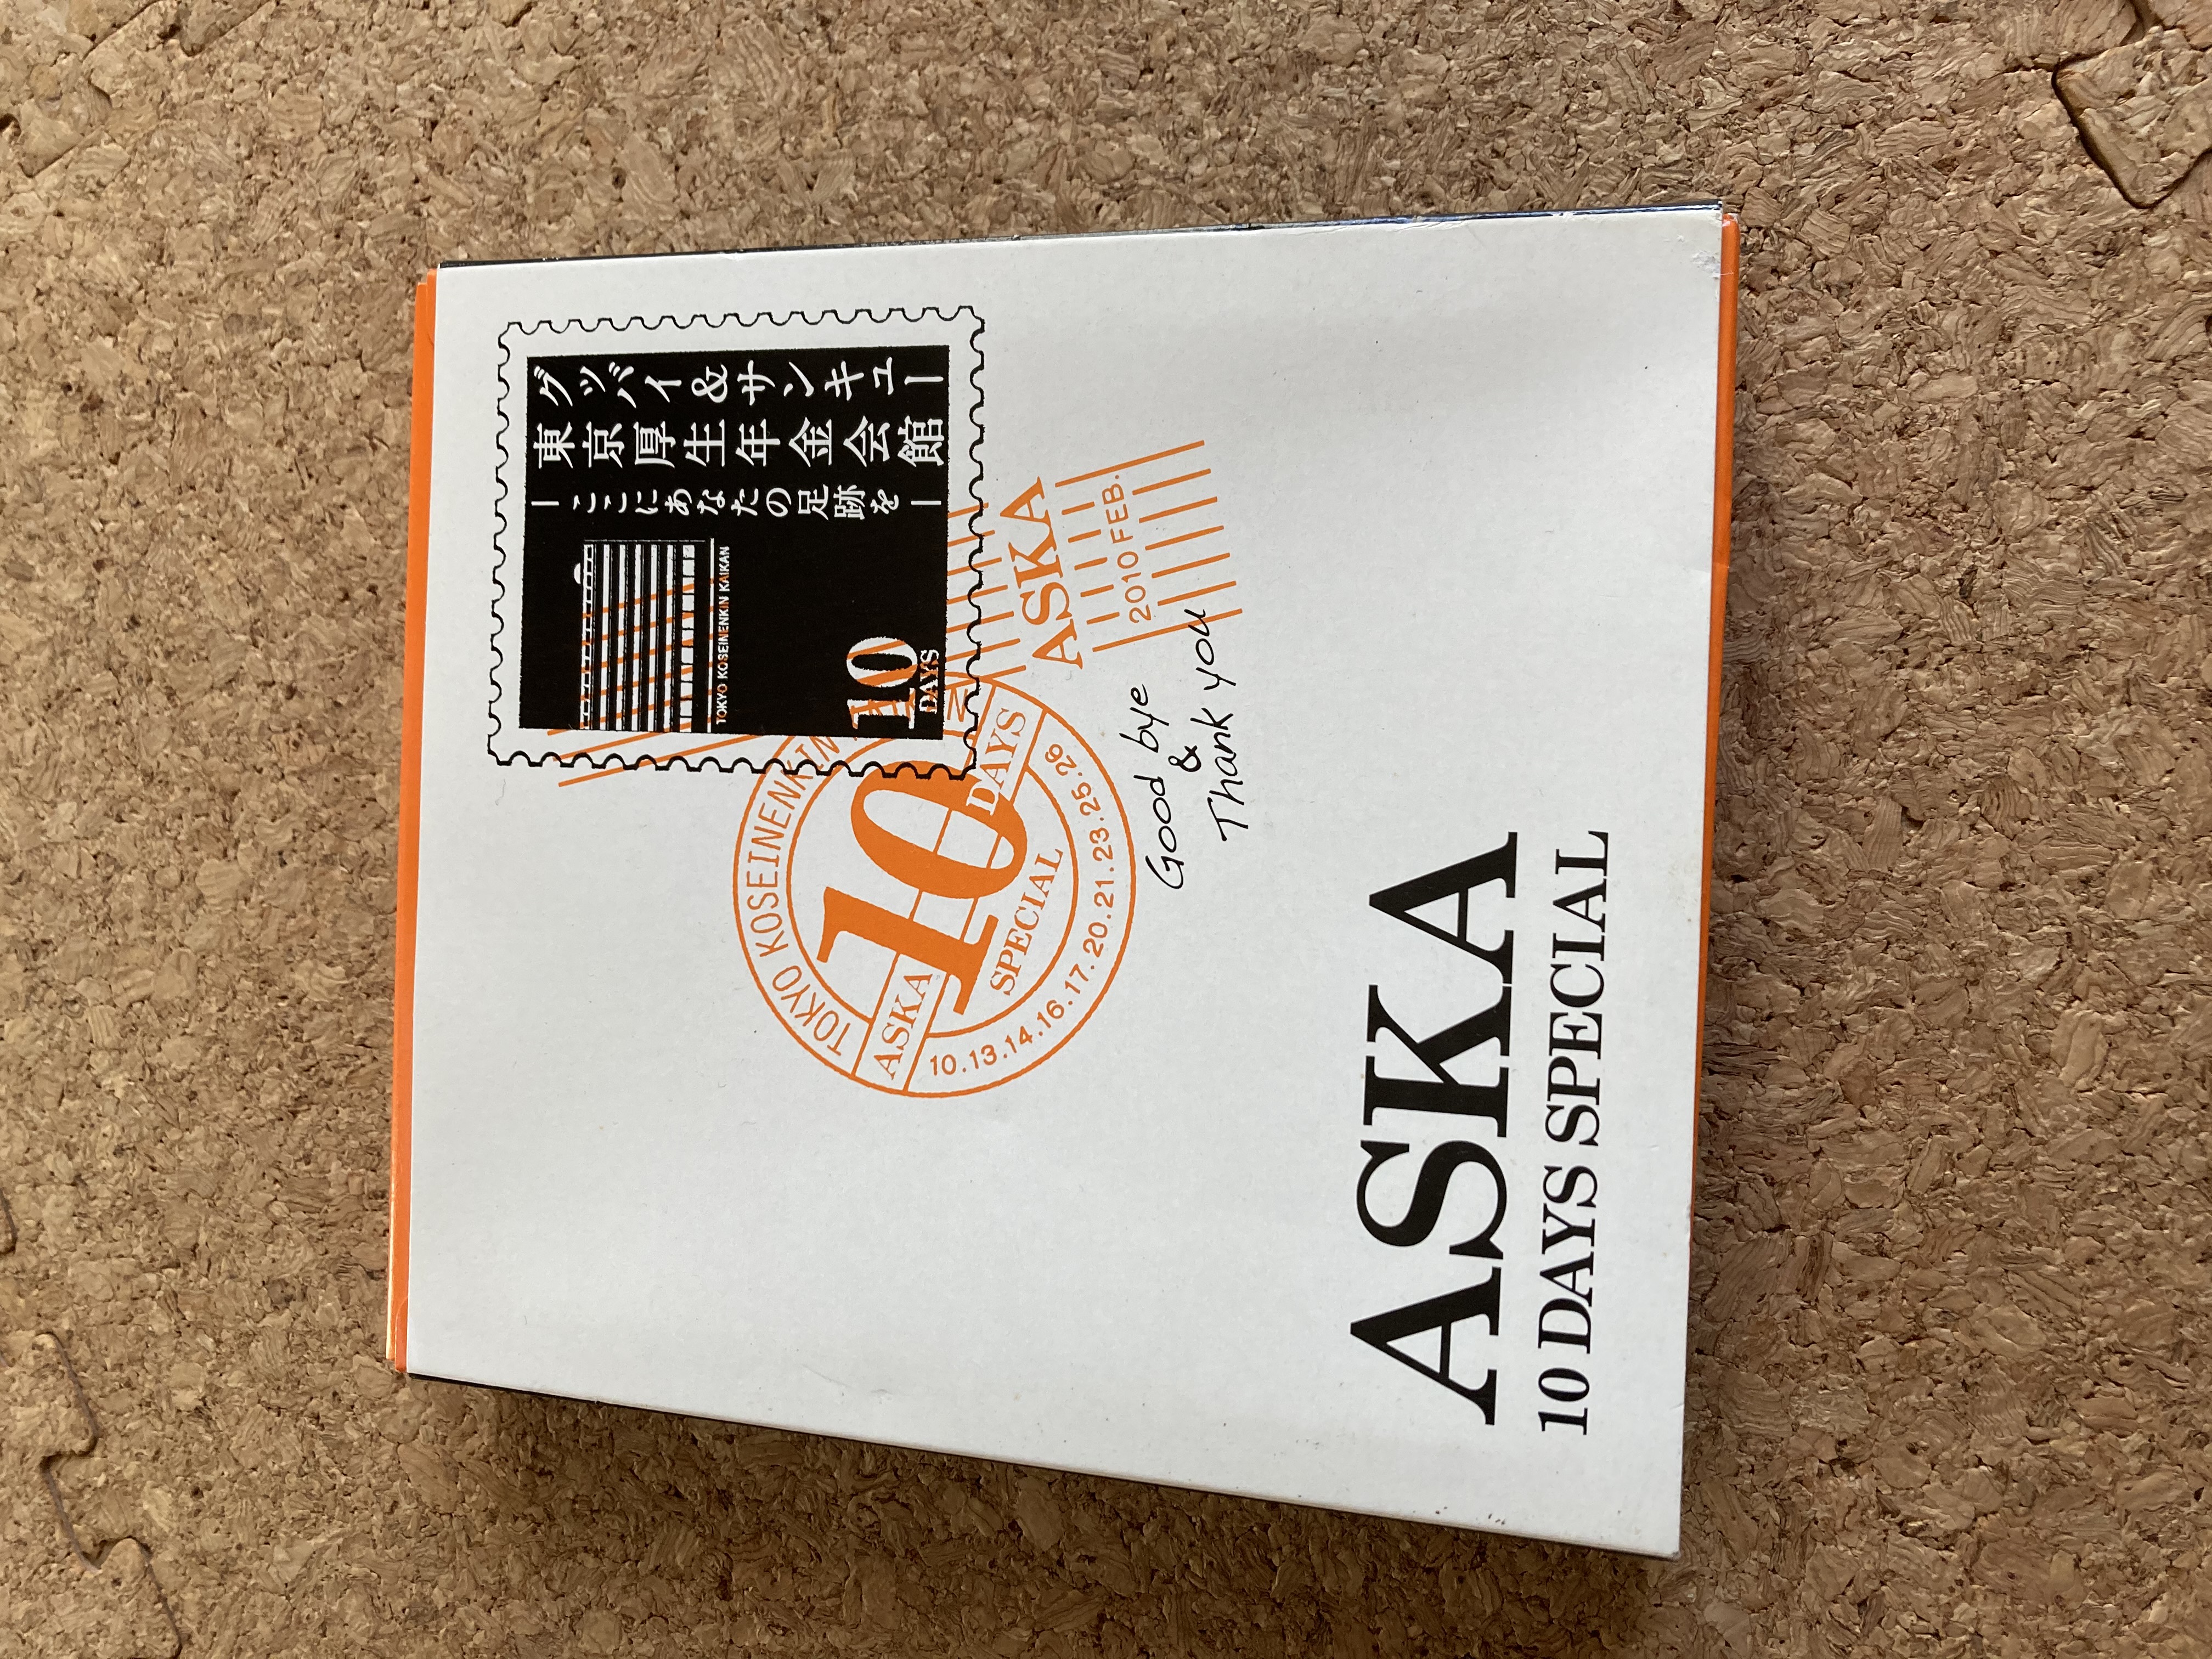 グッバイ&サンキュー
東京厚生年金会館
―ここにあなたの足跡を―
TOKYO KOSEINENKIN KAIKAN
10
DAYS
ASKA
2010 FEB.
TOKYO KOSEINENKIN
ASKA
10
DAYS
SPECIAL
10.13.14.16.17.20.21.23.25.26
Good bye
&
Thank you
ASKA
10 DAYS SPECIAL